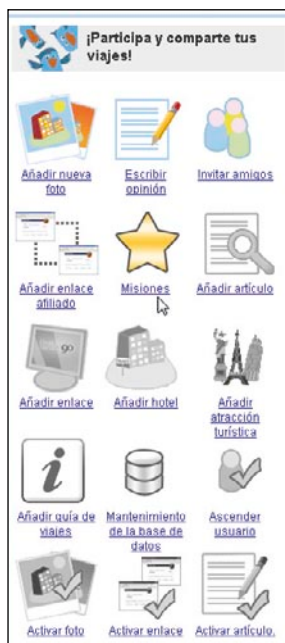 ¡Participa y comparte tus
viajes!
Añadir nueva
foto
Escribir
opinión
Invitar amigos
Añadir enlace
afiliado
Misiones
Añadir artículo
Añadir enlace
Añadir hotel
Añadir
atracción
turística
Añadir guía de
viajes
Mantenimiento
de la base de
datos
Ascender
usuario
Activar foto
Activar enlace
Activar artículo.